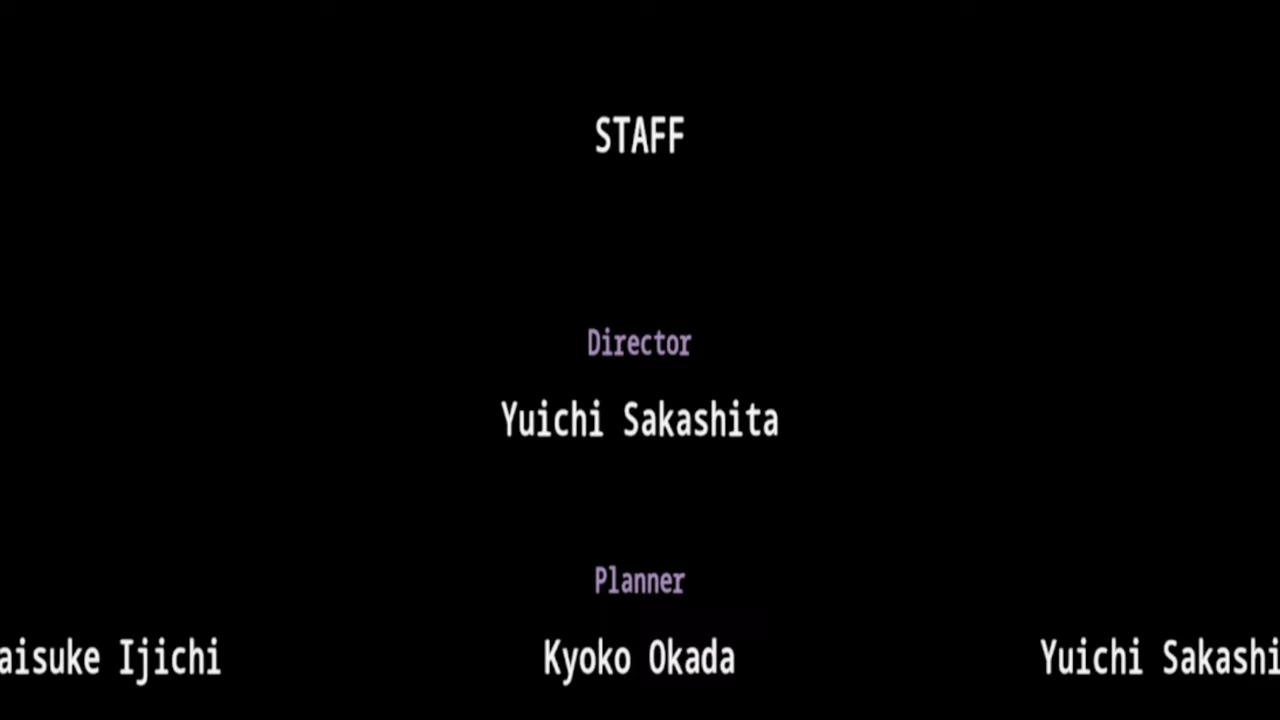 STAFF
Director
Yuichi Sakashita
Planner
aisuke Ijichi Kyoko Okada Yuichi Sakashi